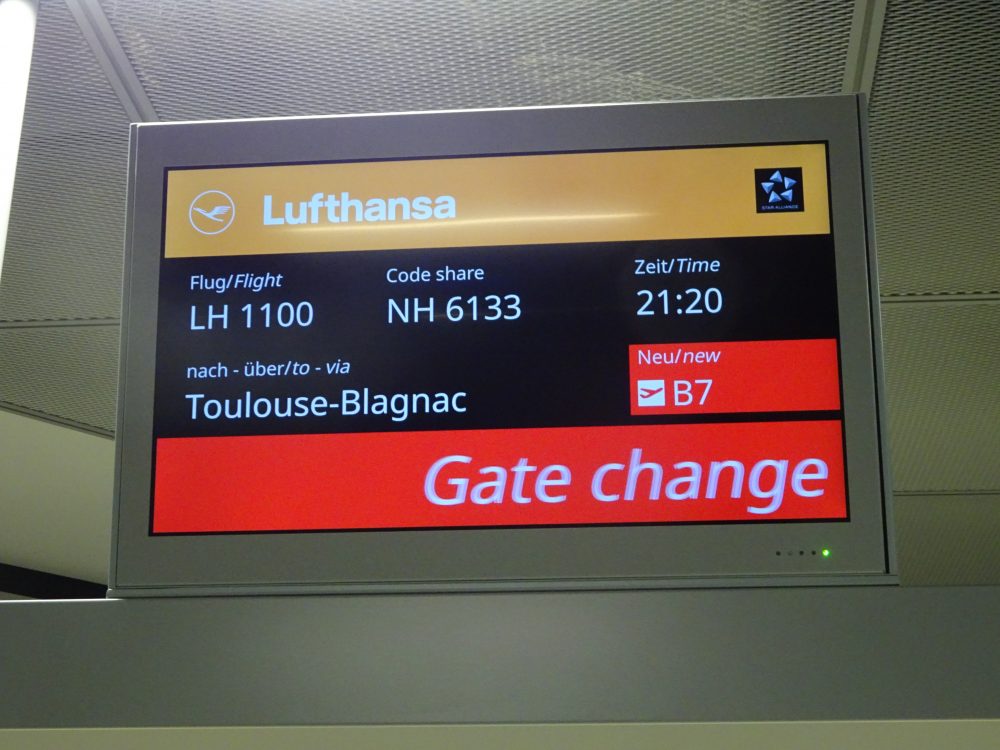 Lufthansa
STAR ALLIANCE
Flug/Flight Code share Zeit/Time
LH 1100 NH 6133 21:20
nach - über/to - via Neu/new
Toulouse-Blagnac B7
Gate change